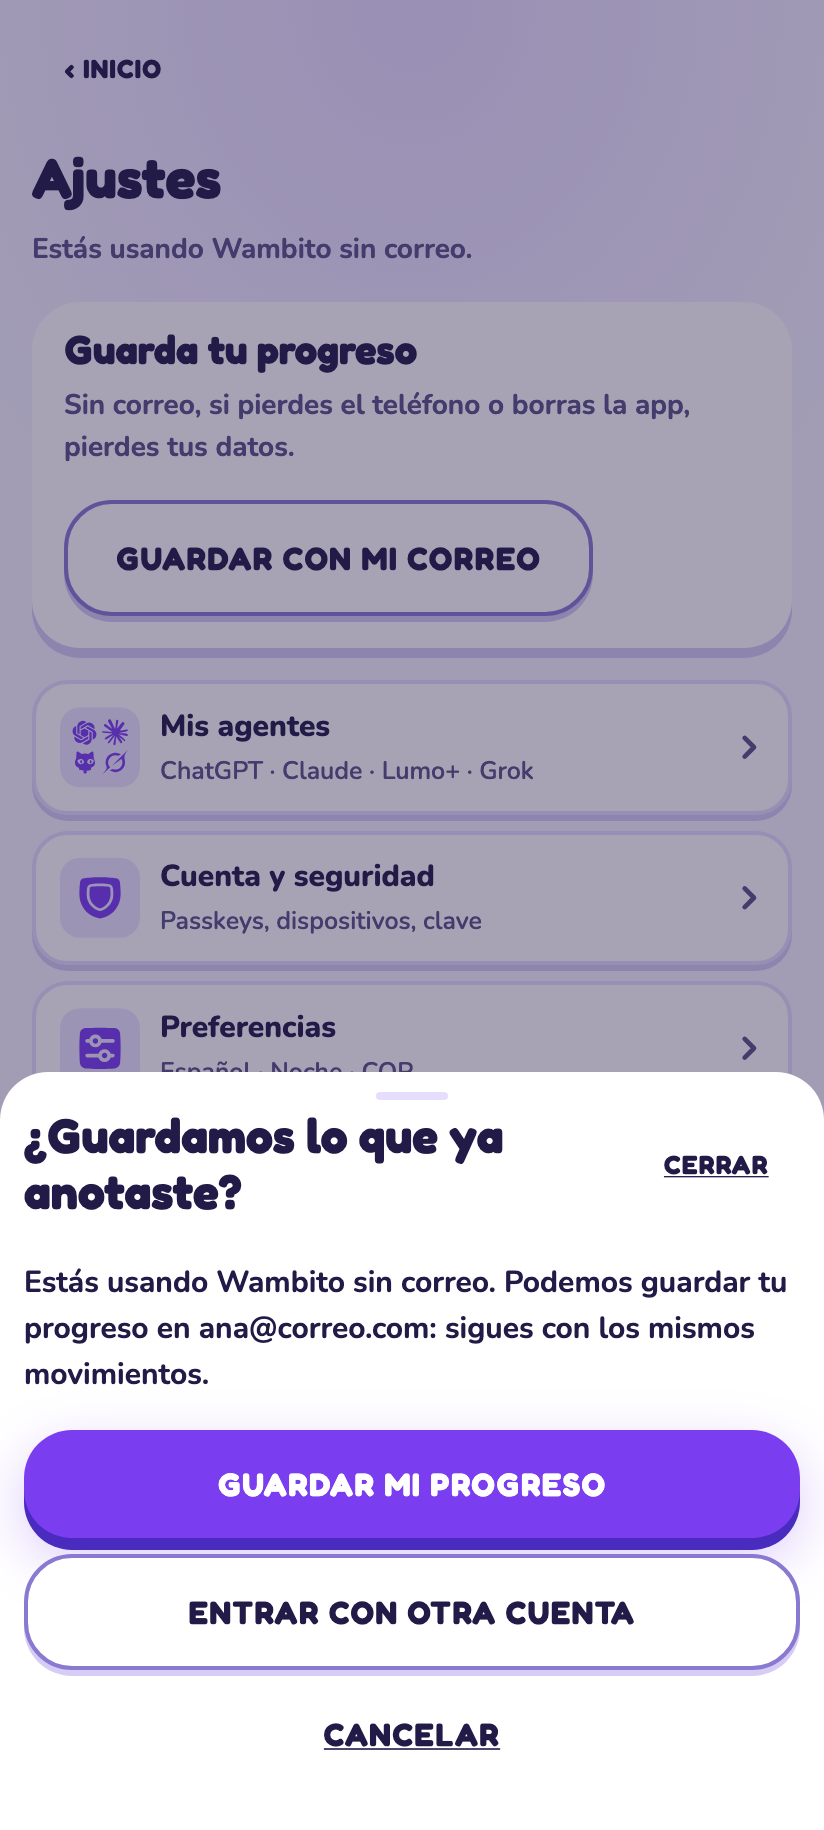 ‹ INICIO
Ajustes
Estás usando Wambito sin correo.
Guarda tu progreso
Sin correo, si pierdes el teléfono o borras la app,
pierdes tus datos.
GUARDAR CON MI CORREO
Mis agentes
ChatGPT · Claude · Lumo+ · Grok
Cuenta y seguridad
Passkeys, dispositivos, clave
Preferencias
Español · Noche · COP
¿Guardamos lo que ya
anotaste?
CERRAR
Estás usando Wambito sin correo. Podemos guardar tu
progreso en ana@correo.com: sigues con los mismos
movimientos.
GUARDAR MI PROGRESO
ENTRAR CON OTRA CUENTA
CANCELAR